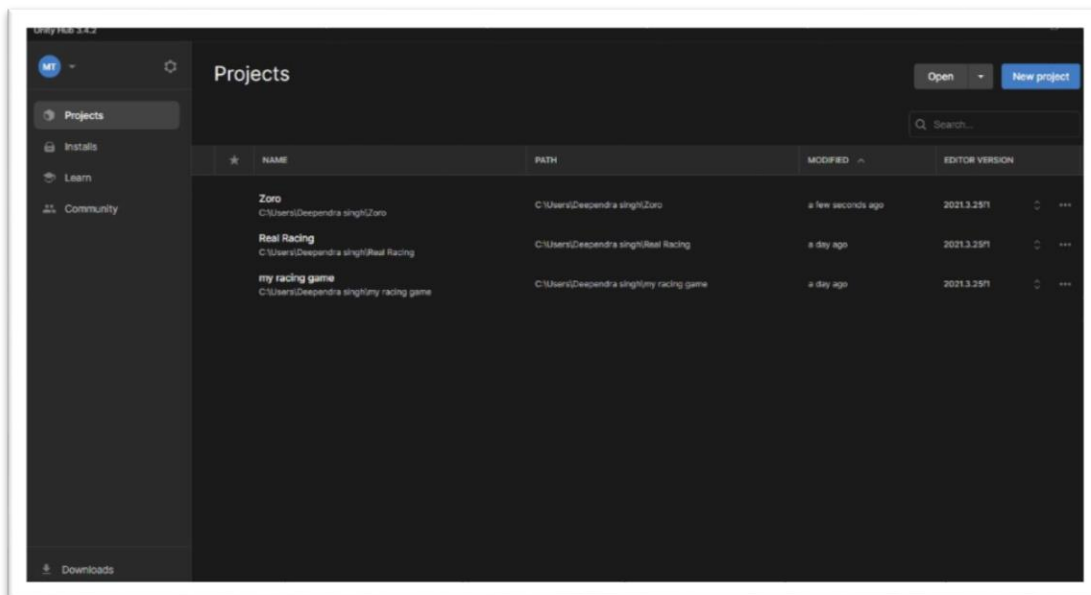 Unity Hub 3.4.2
MT
Projects
Open
New project
Projects
Search...
Installs
NAME PATH MODIFIED EDITOR VERSION
Learn
Zoro
C:\Users\Deependra singh\Zoro C:\Users\Deependra singh\Zoro a few seconds ago 2021.3.25f1
Community
Real Racing
C:\Users\Deependra singh\Real Racing C:\Users\Deependra singh\Real Racing a day ago 2021.3.25f1
my racing game
C:\Users\Deependra singh\my racing game C:\Users\Deependra singh\my racing game a day ago 2021.3.25f1
Downloads